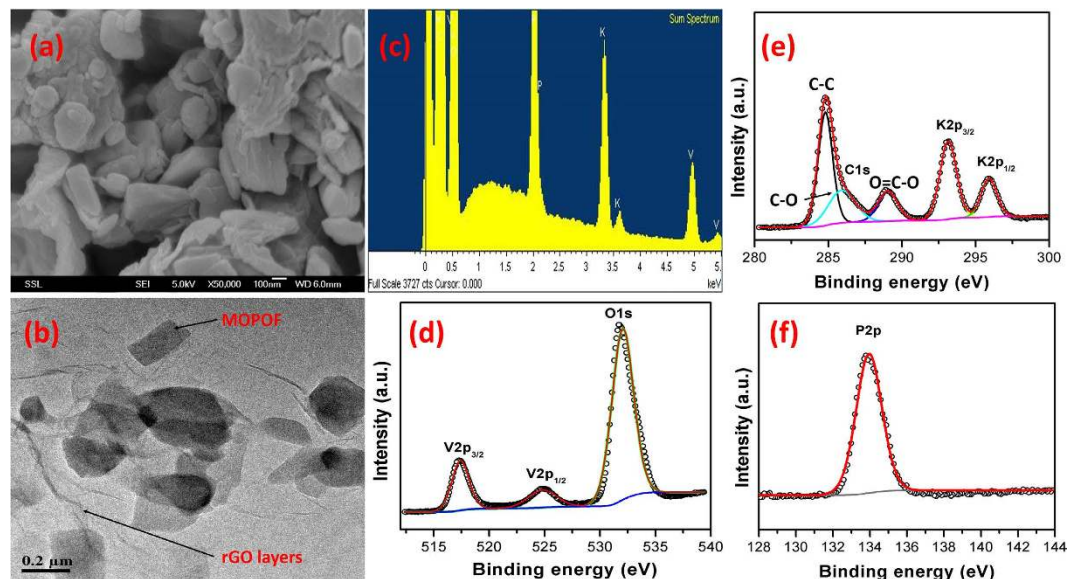 (a)
SSL SEI 5.0kV X50,000 100nm WD 6.0mm
(b)
MOPOF
rGO layers
0.2 µm
(c)
Sum Spectrum
V
P
K
K
V
V
0 0.5 1 1.5 2 2.5 3 3.5 4 4.5 5 5.5
Full Scale 3727 cts Cursor: 0.000
keV
(d)
O1s
V2p3/2
V2p1/2
Intensity (a.u.)
515 520 525 530 535 540
Binding energy (eV)
(e)
C-C
C1s
C-O
O=C-O
K2p3/2
K2p1/2
Intensity (a.u.)
280 285 290 295 300
Binding energy (eV)
(f)
P2p
Intensity (a.u.)
128 130 132 134 136 138 140 142 144
Binding energy (eV)